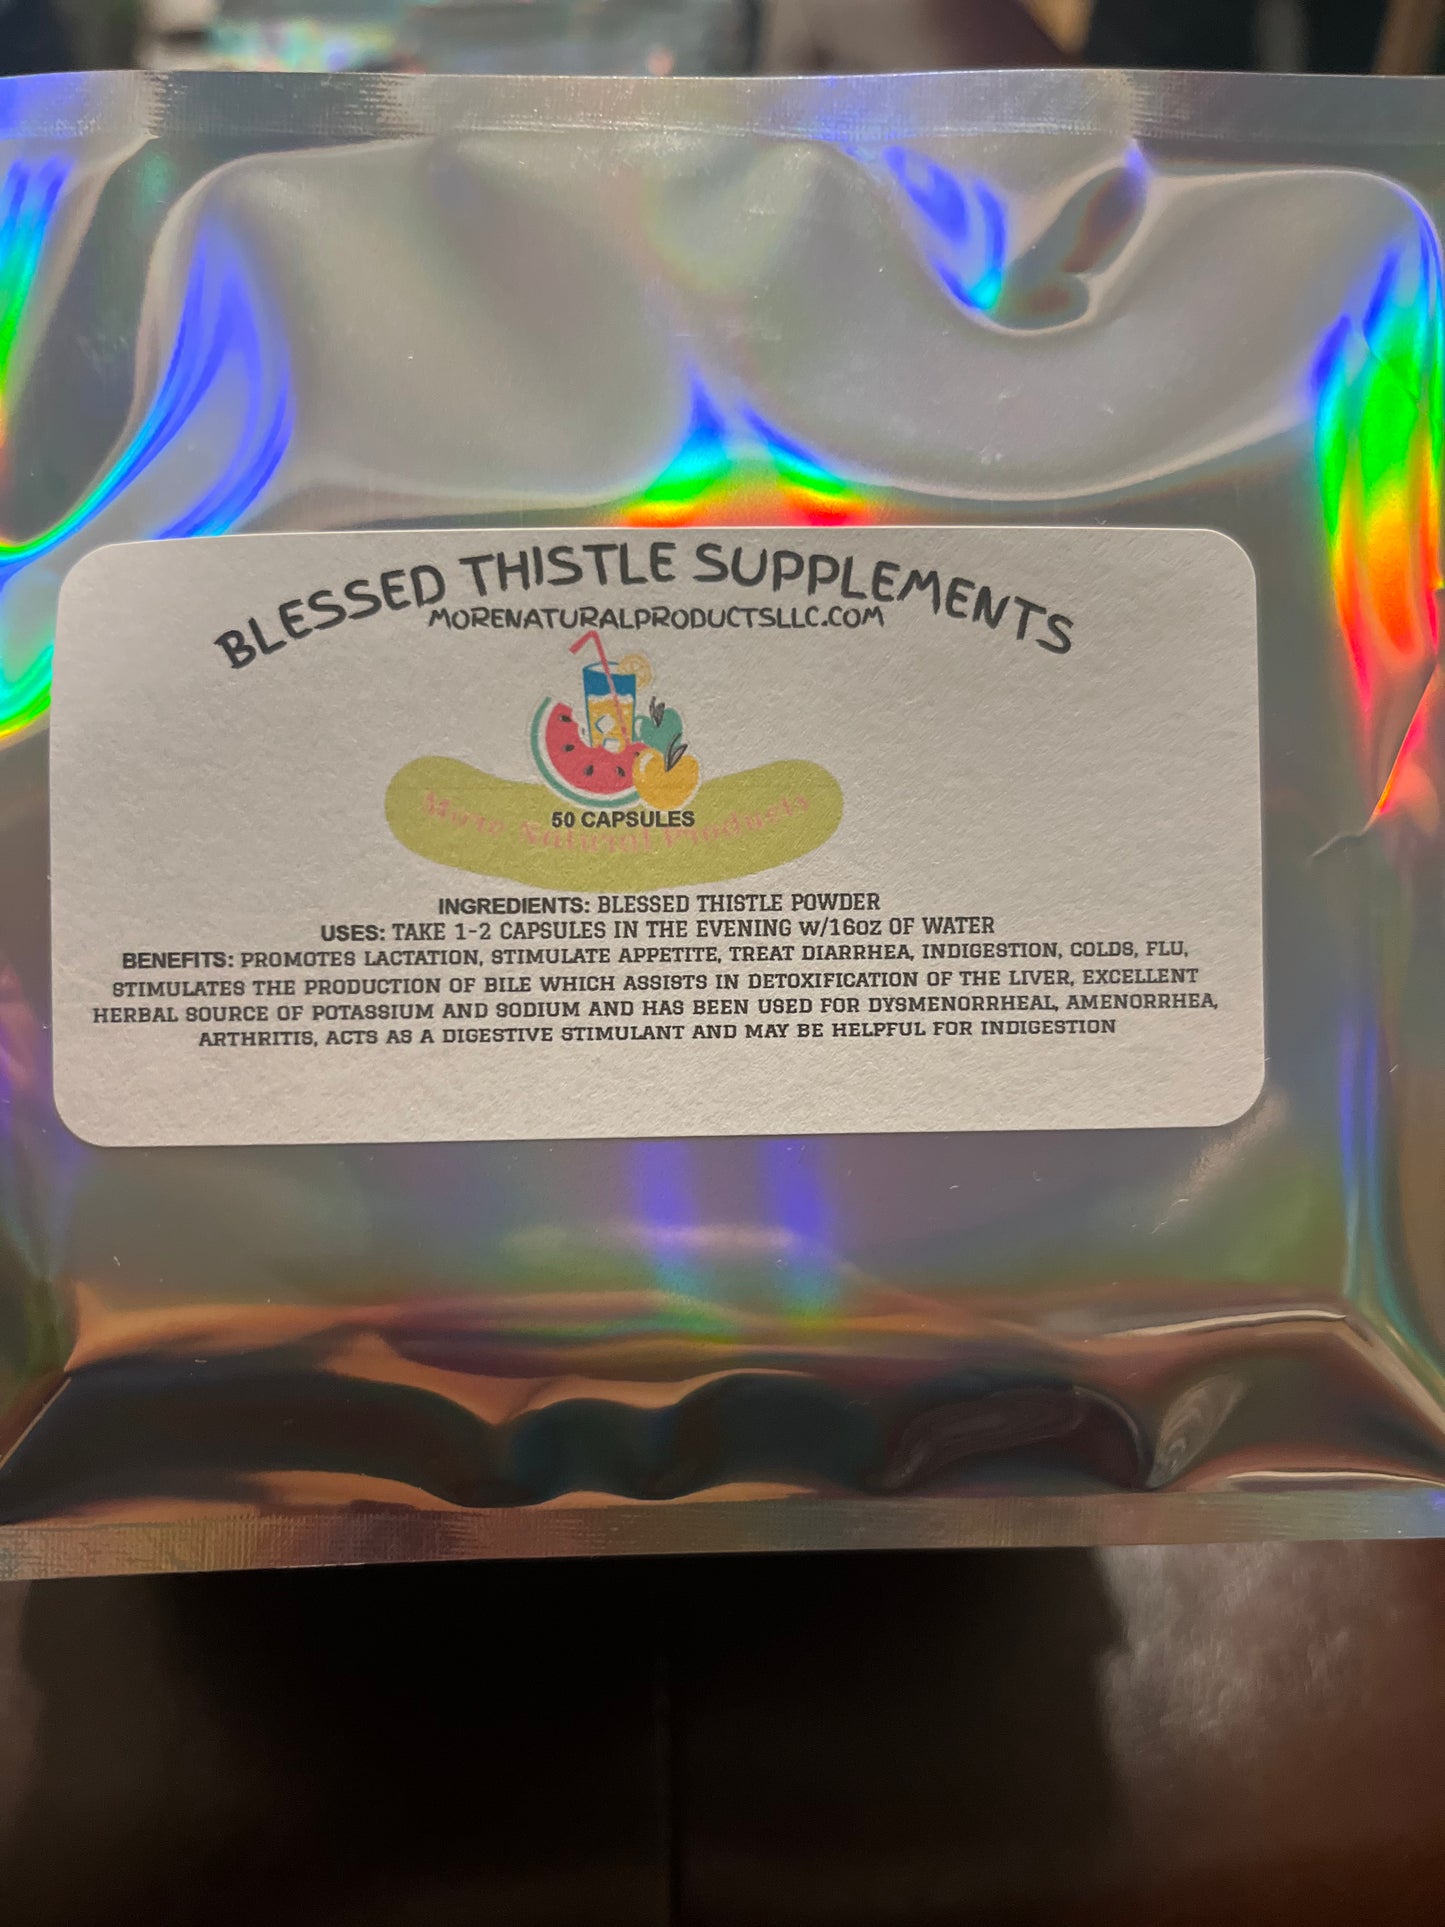 BLESSED THISTLE SUPPLEMENTS
MORENATURALPRODUCTSLLC.COM
More Natural Products
50 CAPSULES
INGREDIENTS: BLESSED THISTLE POWDER
USES: TAKE 1-2 CAPSULES IN THE EVENING W/16OZ OF WATER
BENEFITS: PROMOTES LACTATION, STIMULATE APPETITE, TREAT DIARRHEA, INDIGESTION, COLDS, FLU,
STIMULATES THE PRODUCTION OF BILE WHICH ASSISTS IN DETOXIFICATION OF THE LIVER, EXCELLENT
HERBAL SOURCE OF POTASSIUM AND SODIUM AND HAS BEEN USED FOR DYSMENORRHEAL, AMENORRHEA,
ARTHRITIS, ACTS AS A DIGESTIVE STIMULANT AND MAY BE HELPFUL FOR INDIGESTION